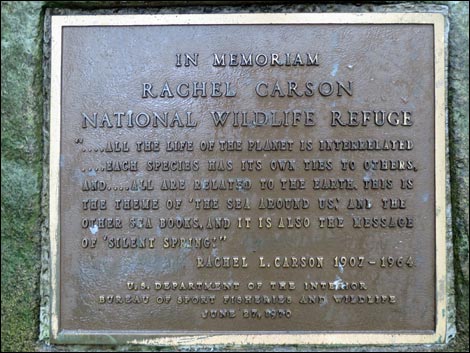 IN MEMORIAM
RACHEL CARSON
NATIONAL WILDLIFE REFUGE
"....ALL THE LIFE OF THE PLANET IS INTERRELATED
....EACH SPECIES HAS ITS OWN TIES TO OTHERS,
AND....ALL ARE RELATED TO THE EARTH. THIS IS
THE THEME OF 'THE SEA AROUND US,' AND THE
OTHER SEA BOOKS, AND IT IS ALSO THE MESSAGE
OF 'SILENT SPRING.'"
RACHEL L. CARSON 1907-1964
U.S. DEPARTMENT OF THE INTERIOR
BUREAU OF SPORT FISHERIES AND WILDLIFE
JUNE 27, 1970